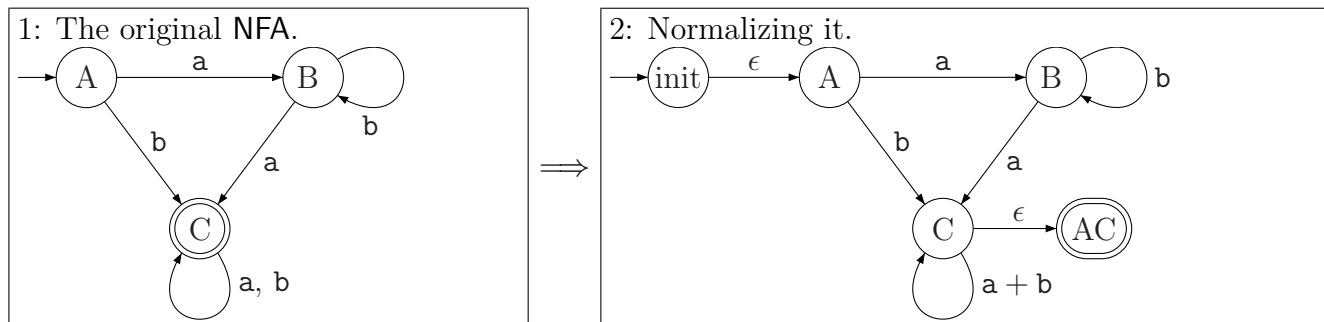 1: The original NFA.
A
a
B
b
b
a
C
a, b
⟹
2: Normalizing it.
init
ϵ
A
a
B
b
b
a
C
ϵ
AC
a + b